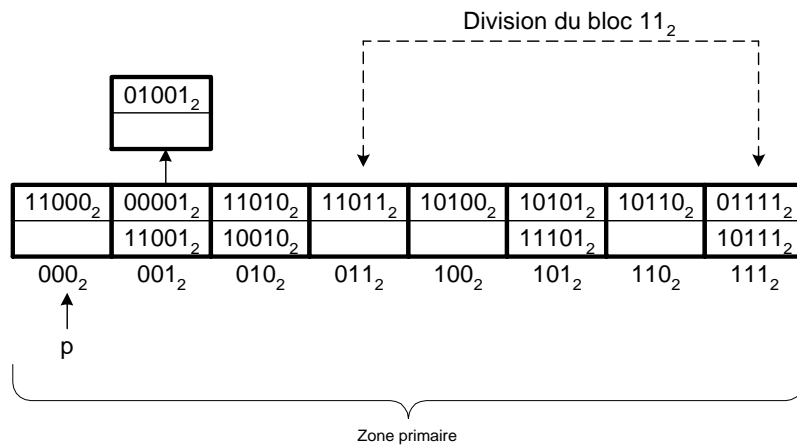 Division du bloc 11₂
01001₂
11000₂ 00001₂ 11010₂ 11011₂ 10100₂ 10101₂ 10110₂ 01111₂
11001₂ 10010₂ 11101₂ 10111₂
000₂ 001₂ 010₂ 011₂ 100₂ 101₂ 110₂ 111₂
p
Zone primaire